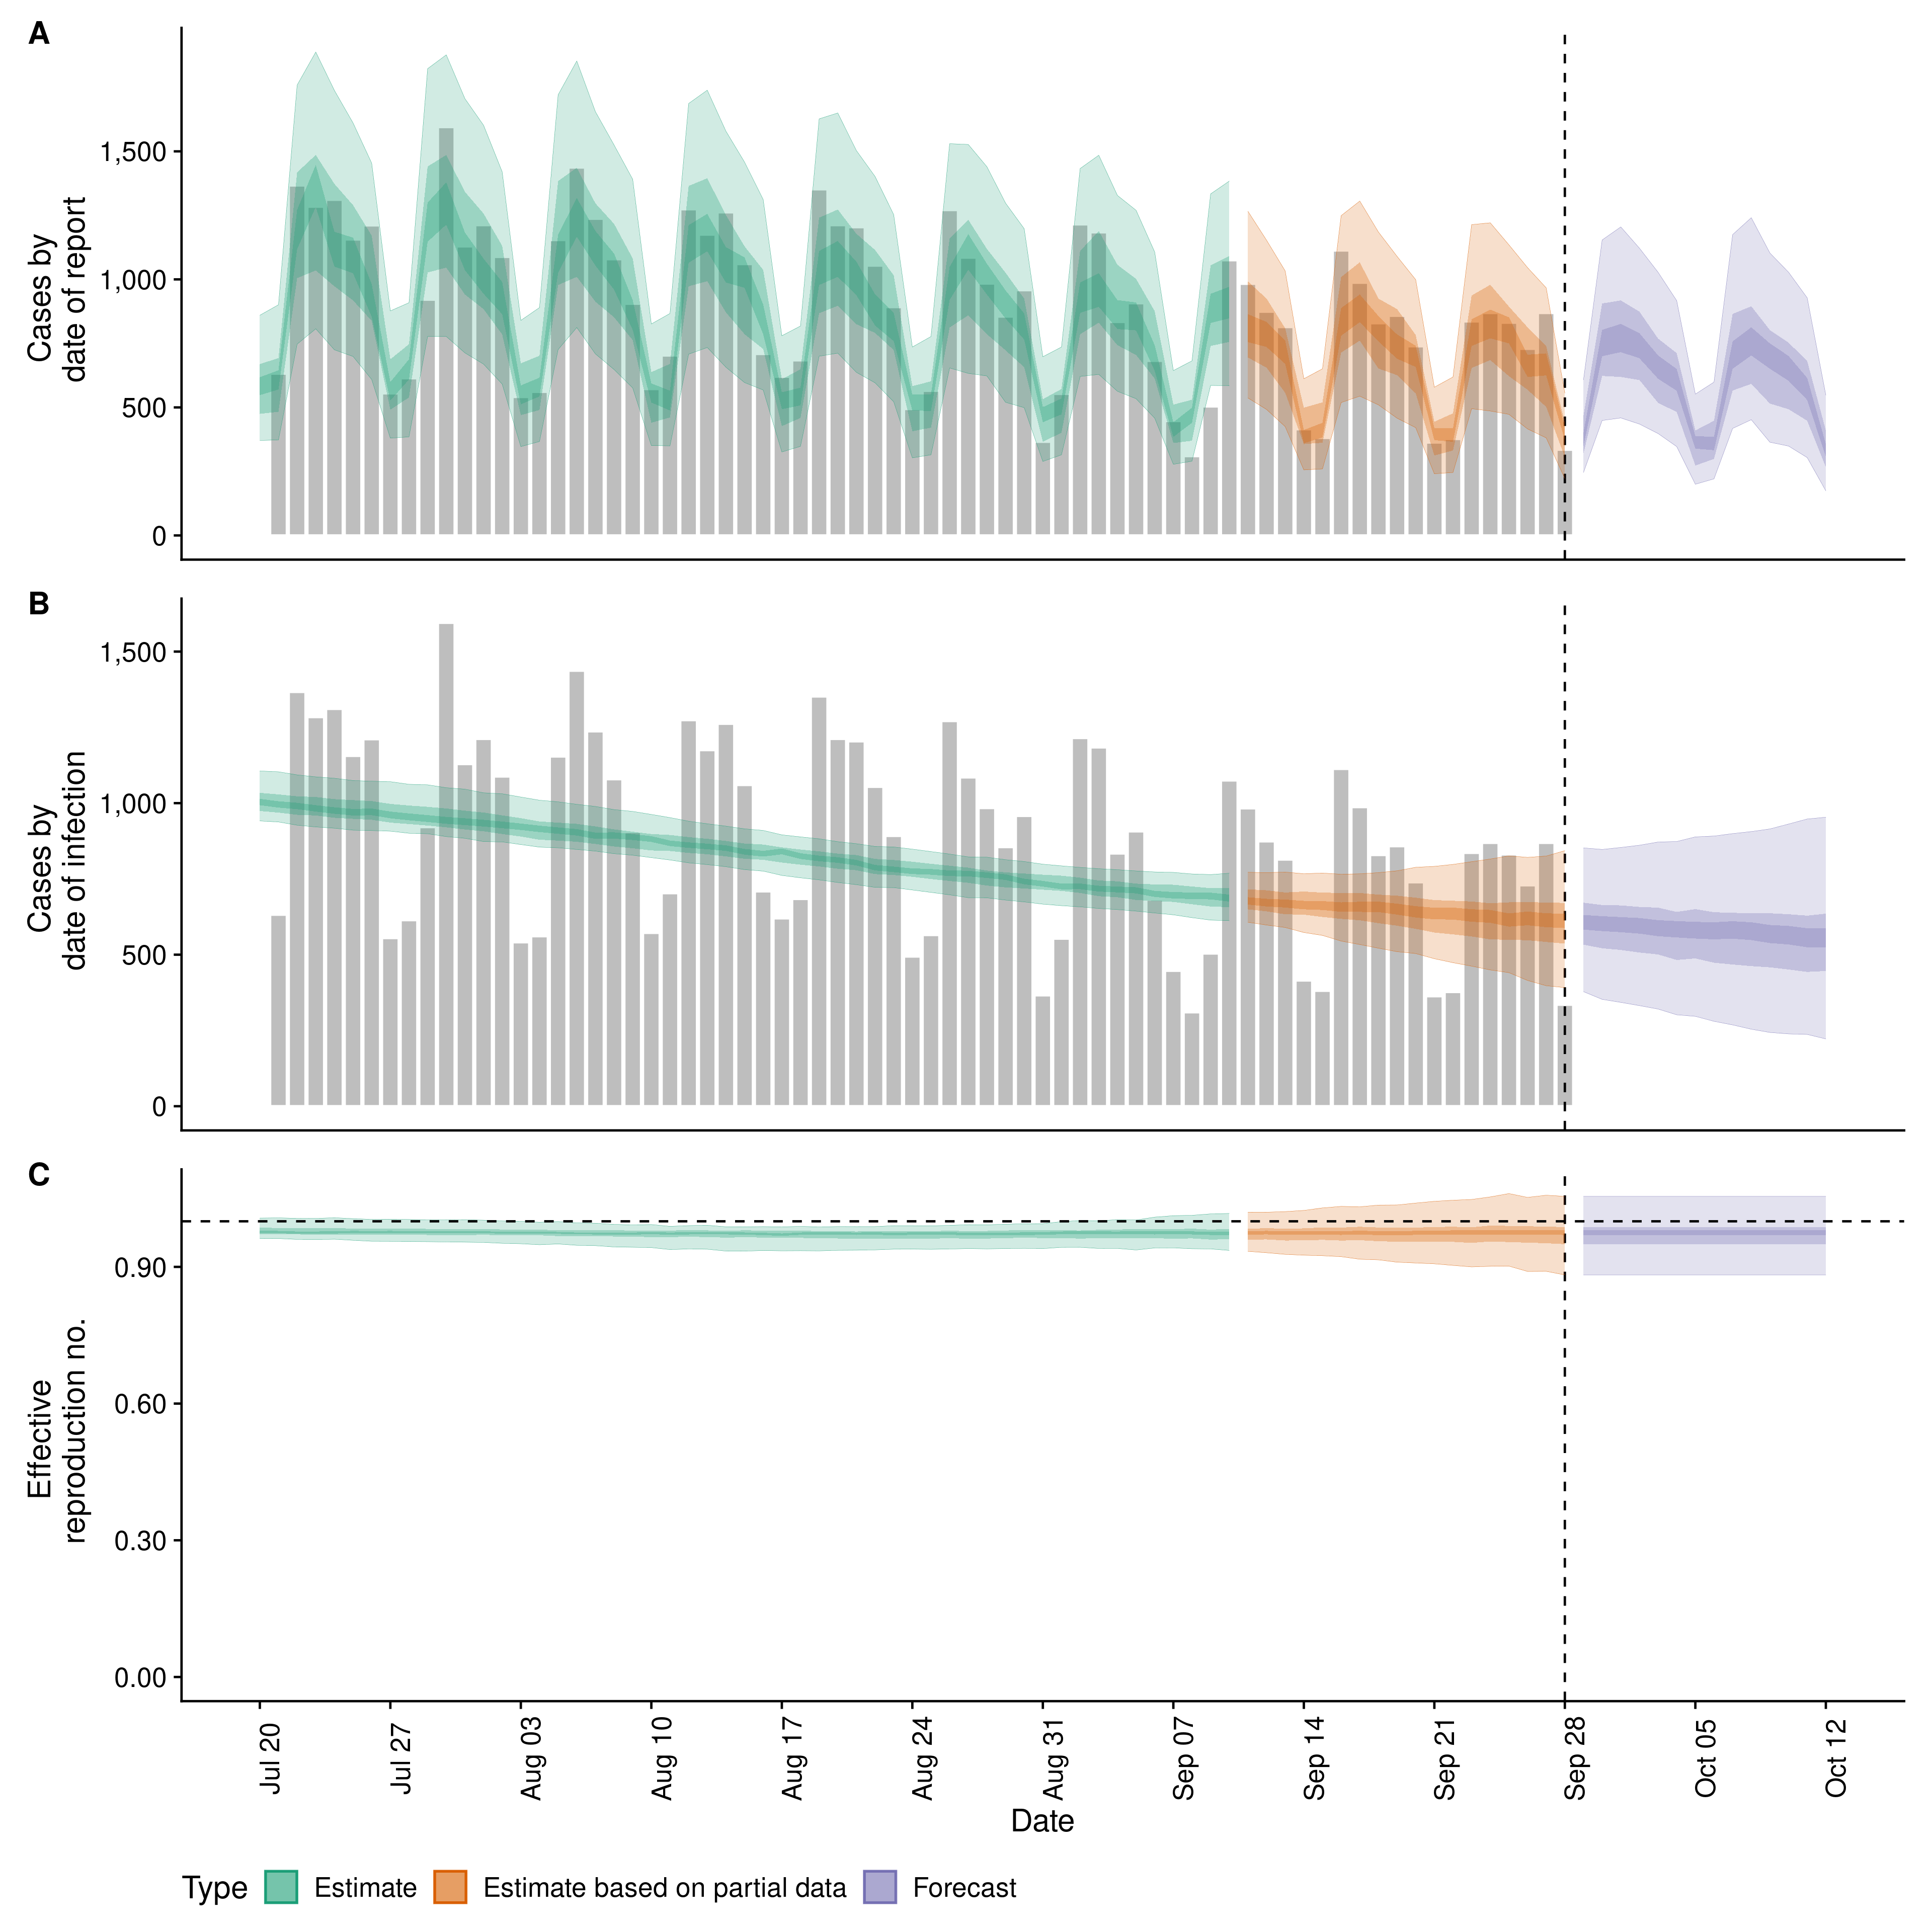 A
Cases by
date of report
1,500
1,000
500
0
B
Cases by
date of infection
1,500
1,000
500
0
C
Effective
reproduction no.
0.90
0.60
0.30
0.00
Jul 20
Jul 27
Aug 03
Aug 10
Aug 17
Aug 24
Aug 31
Sep 07
Sep 14
Sep 21
Sep 28
Oct 05
Oct 12
Date
Type Estimate Estimate based on partial data Forecast